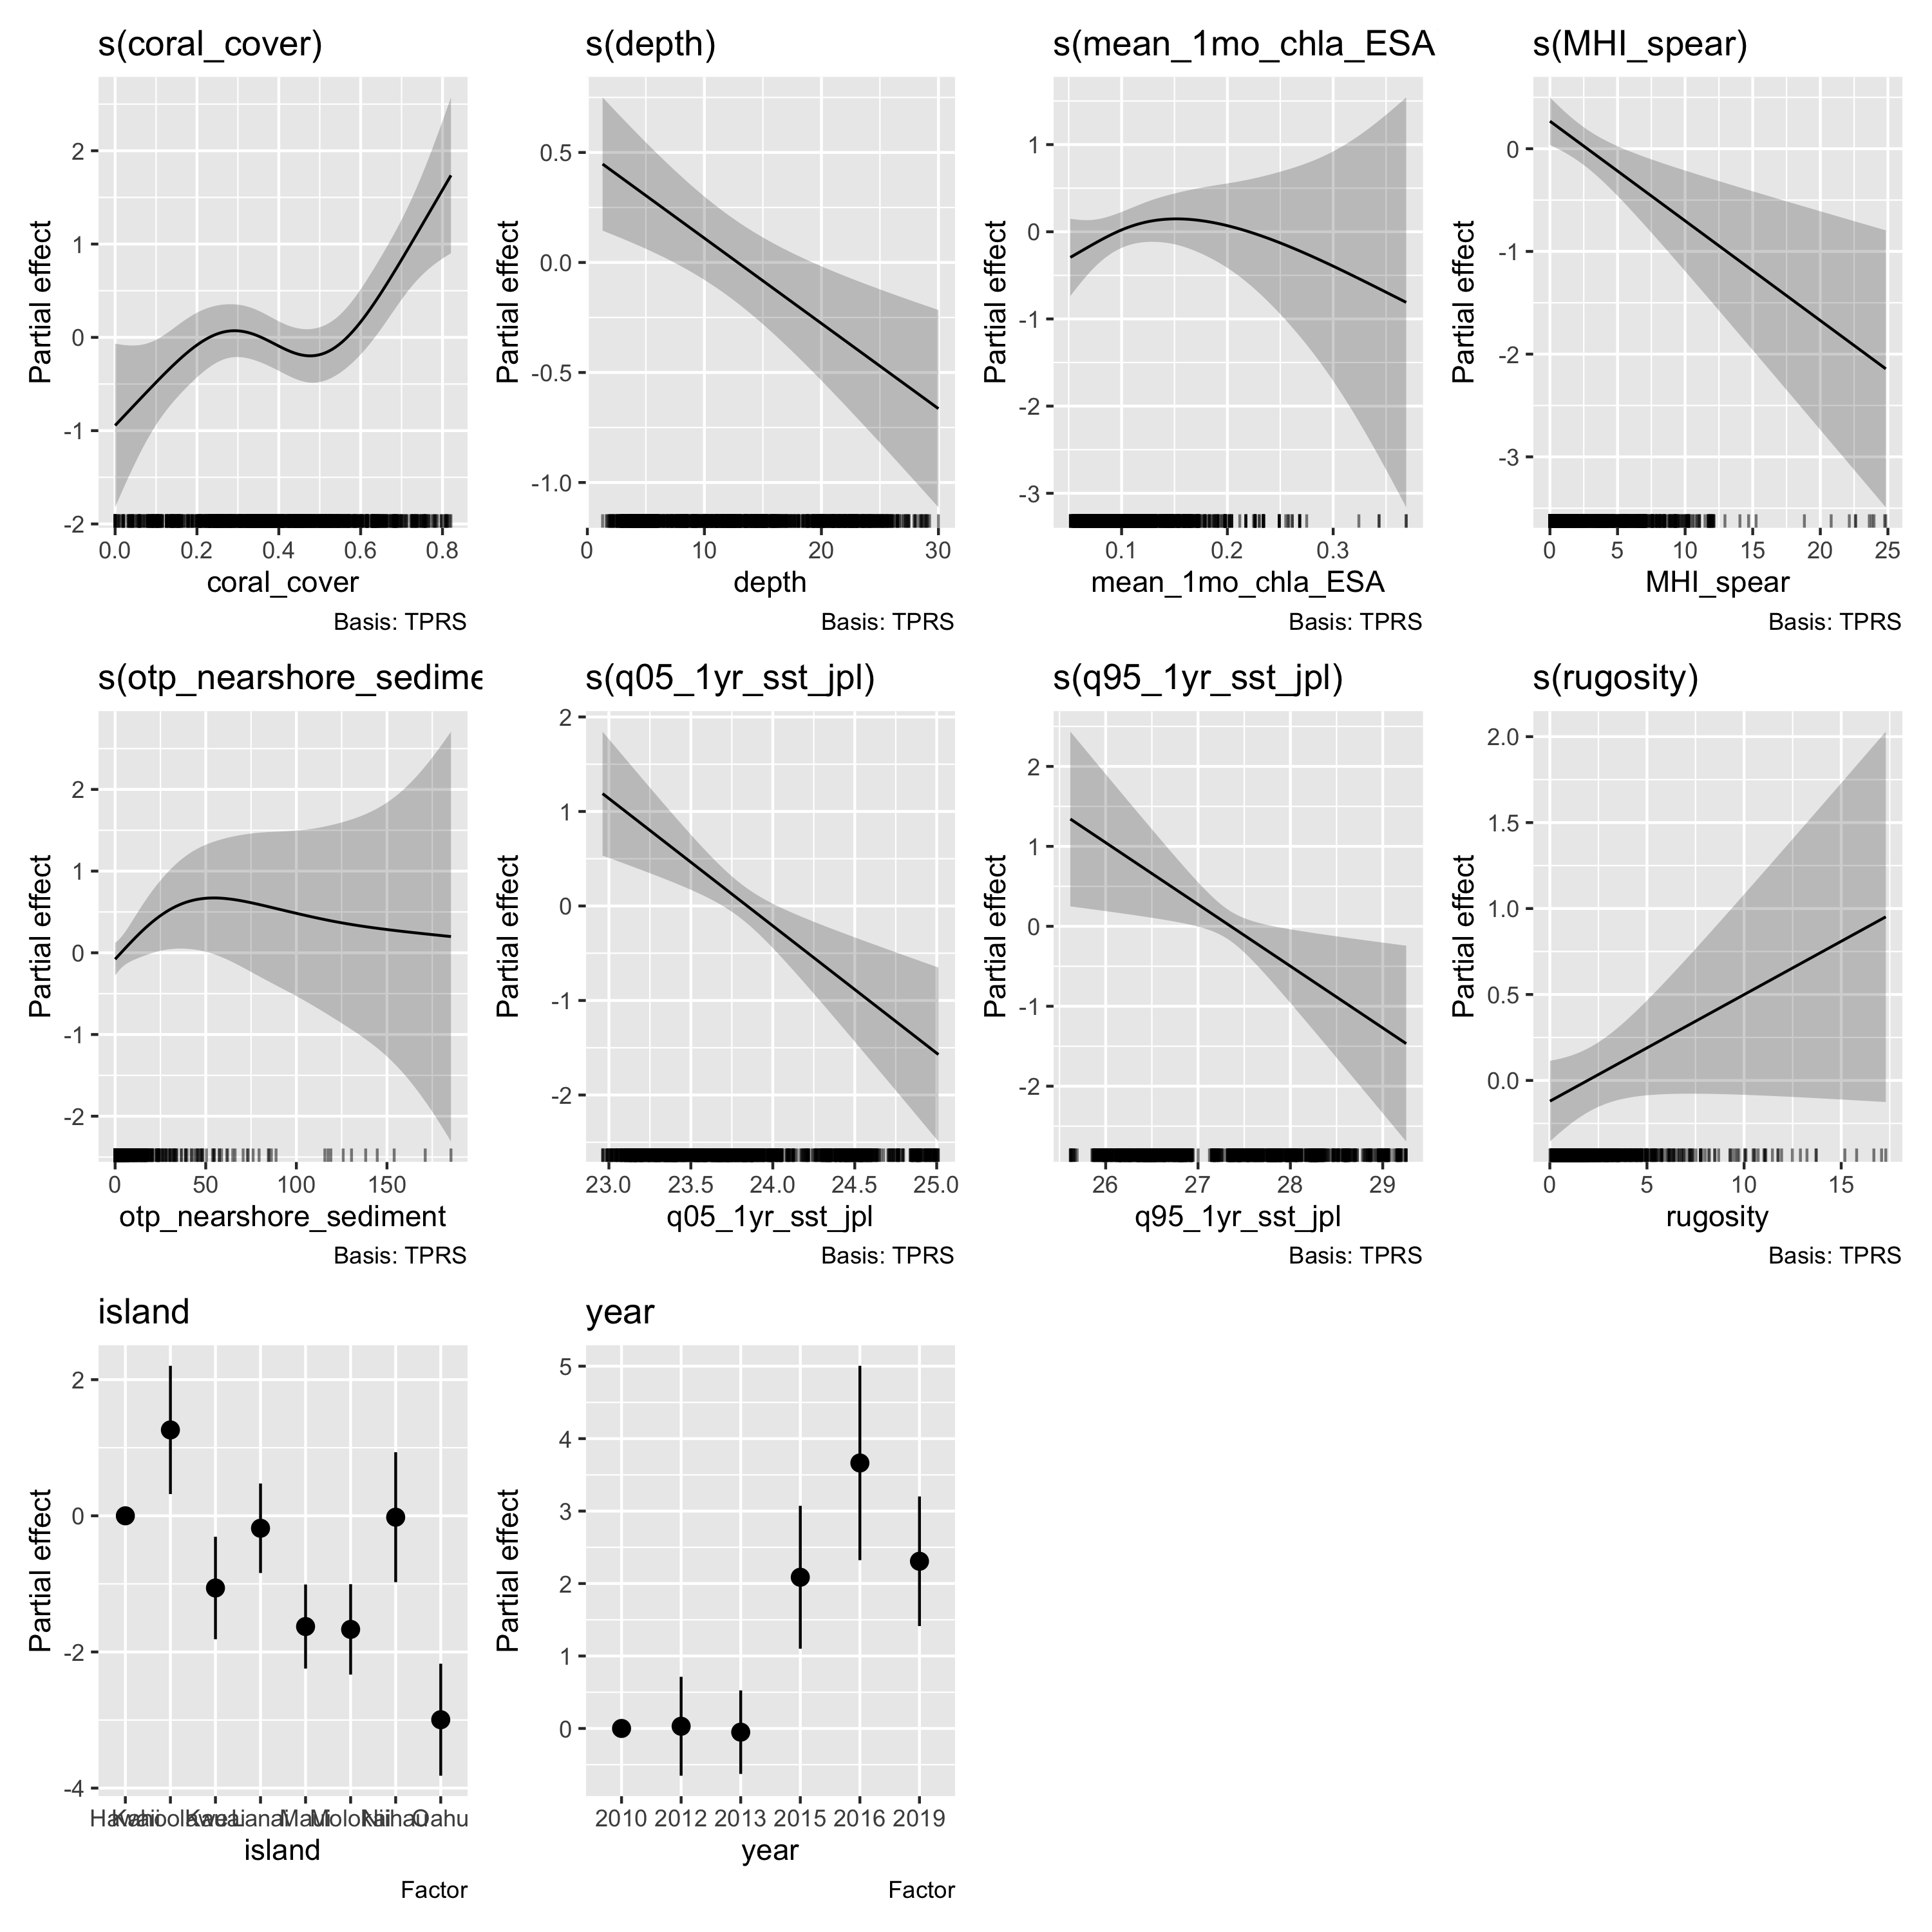 s(coral_cover)
s(depth)
s(mean_1mo_chla_ESA
s(MHI_spear)
Partial effect
2
1
0
-1
-2
0.0 0.2 0.4 0.6 0.8
coral_cover
Basis: TPRS
Partial effect
0.5
0.0
-0.5
-1.0
0 10 20 30
depth
Basis: TPRS
Partial effect
1
0
-1
-2
-3
0.1 0.2 0.3
mean_1mo_chla_ESA
Basis: TPRS
Partial effect
0
-1
-2
-3
0 5 10 15 20 25
MHI_spear
Basis: TPRS
s(otp_nearshore_sedime
s(q05_1yr_sst_jpl)
s(q95_1yr_sst_jpl)
s(rugosity)
Partial effect
2
1
0
-1
-2
0 50 100 150
otp_nearshore_sediment
Basis: TPRS
Partial effect
2
1
0
-1
-2
23.0 23.5 24.0 24.5 25.0
q05_1yr_sst_jpl
Basis: TPRS
Partial effect
2
1
0
-1
-2
26 27 28 29
q95_1yr_sst_jpl
Basis: TPRS
Partial effect
2.0
1.5
1.0
0.5
0.0
0 5 10 15
rugosity
Basis: TPRS
island
year
Partial effect
2
0
-2
-4
Hawaii Kahoolawe Kauai Lanai Maui Molokai Niihau Oahu
island
Factor
Partial effect
5
4
3
2
1
0
2010 2012 2013 2015 2016 2019
year
Factor